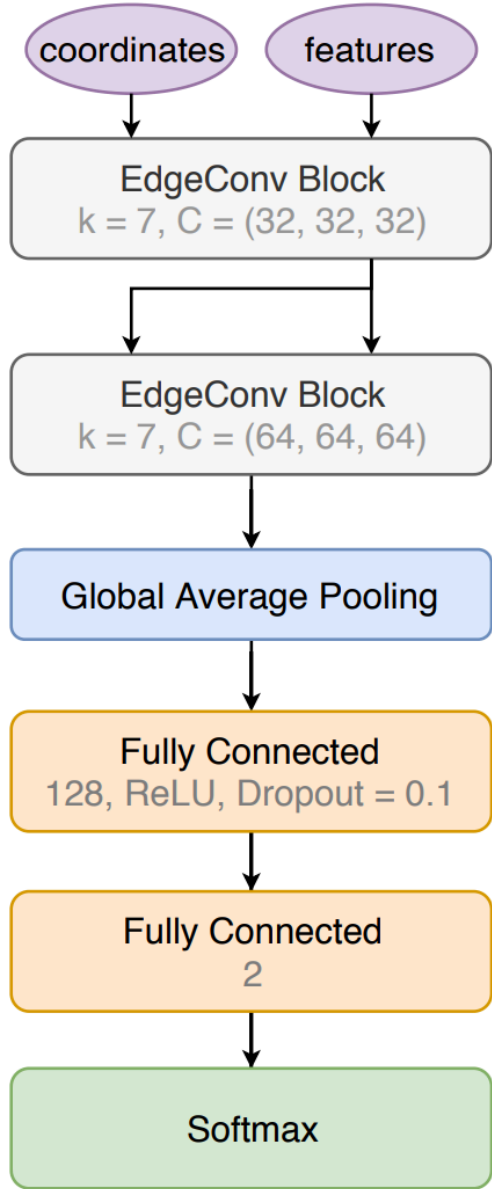 coordinates
features
EdgeConv Block
k = 7, C = (32, 32, 32)
EdgeConv Block
k = 7, C = (64, 64, 64)
Global Average Pooling
Fully Connected
128, ReLU, Dropout = 0.1
Fully Connected
2
Softmax